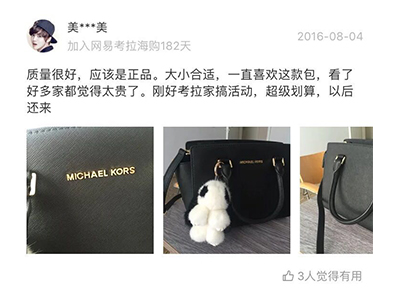 美***美
加入网易考拉海购182天
2016-08-04
质量很好，应该是正品。大小合适，一直喜欢这款包，看了
好多家都觉得太贵了。刚好考拉家搞活动，超级划算，以后
还来
MICHAEL KORS
MICHAEL KORS
3人觉得有用